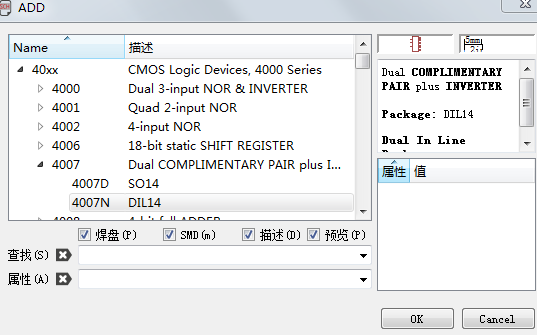 ADD
Name 描述
40xx CMOS Logic Devices, 4000 Series
4000 Dual 3-input NOR & INVERTER
4001 Quad 2-input NOR
4002 4-input NOR
4006 18-bit static SHIFT REGISTER
4007 Dual COMPLIMENTARY PAIR plus I...
4007D SO14
4007N DIL14
4008 4-bit full ADDER
焊盘(P) SMD(m) 描述(D) 预览(P)
查找(S)
属性(A)
Dual COMPLIMENTARY
PAIR plus INVERTER
Package: DIL14
Dual In Line
属性 值
OK Cancel